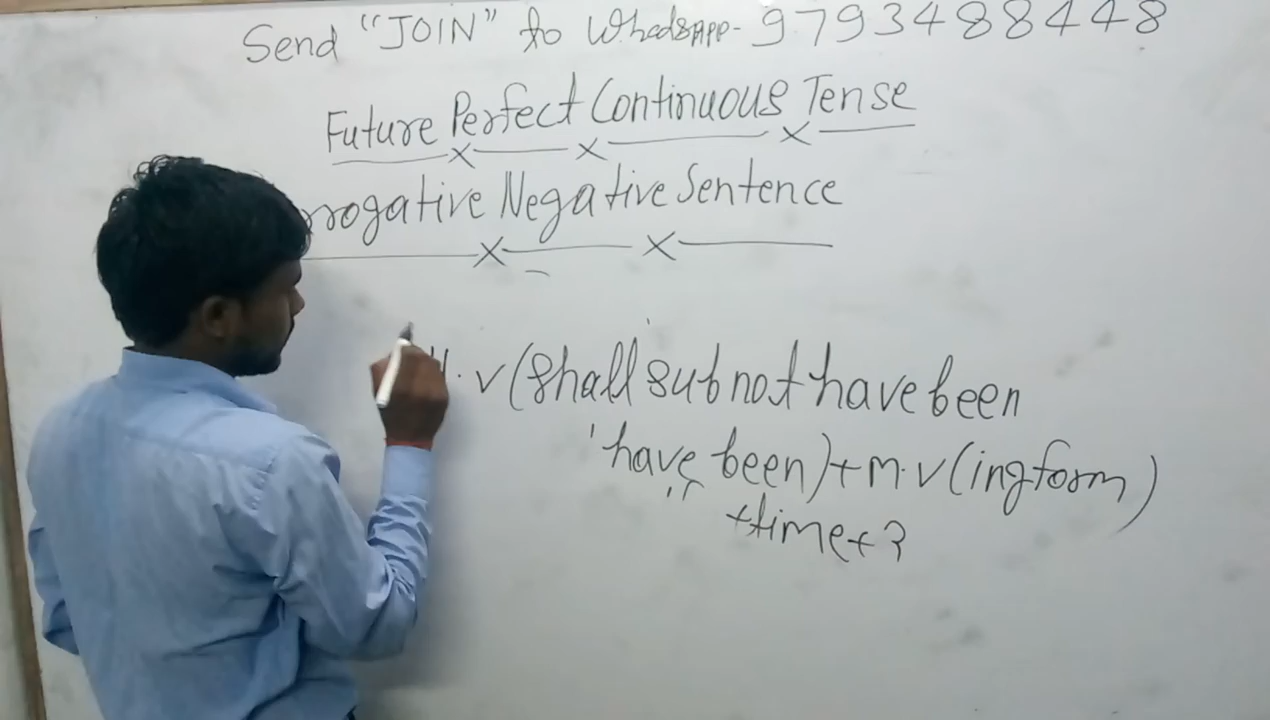 Send "JOIN" to WhatsApp- 9793488448
Future Perfect Continuous Tense
rrogative Negative Sentence
H.v(shall sub not have been
have been)+m.v(ing form)
+time+?